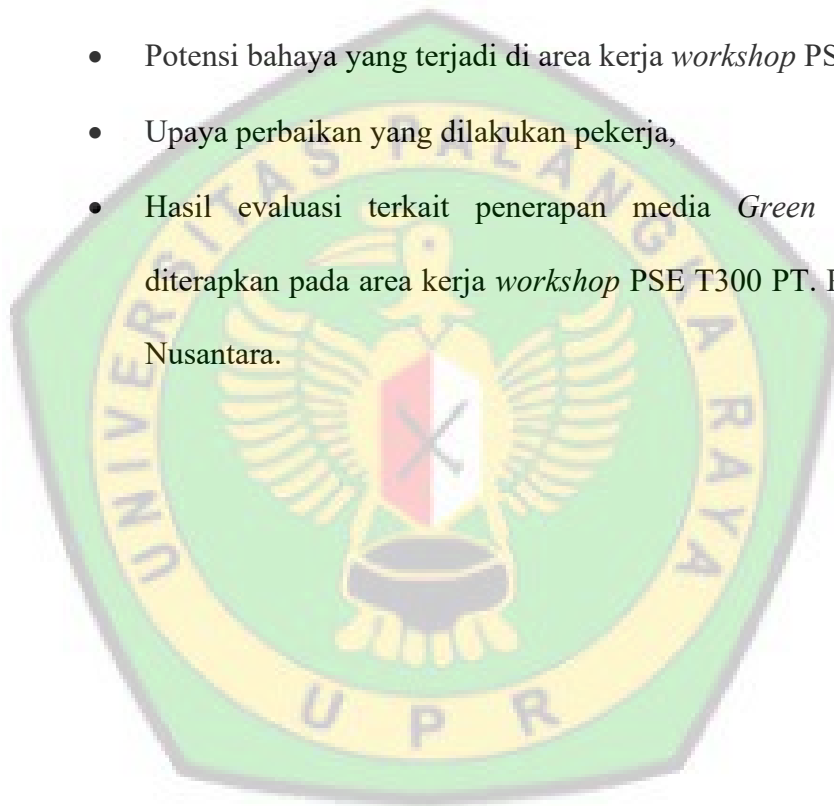 • Potensi bahaya yang terjadi di area kerja workshop PS
• Upaya perbaikan yang dilakukan pekerja,
• Hasil evaluasi terkait penerapan media Green
diterapkan pada area kerja workshop PSE T300 PT.
Nusantara.
UNIVERSITAS PALANGKA RAYA
UPR